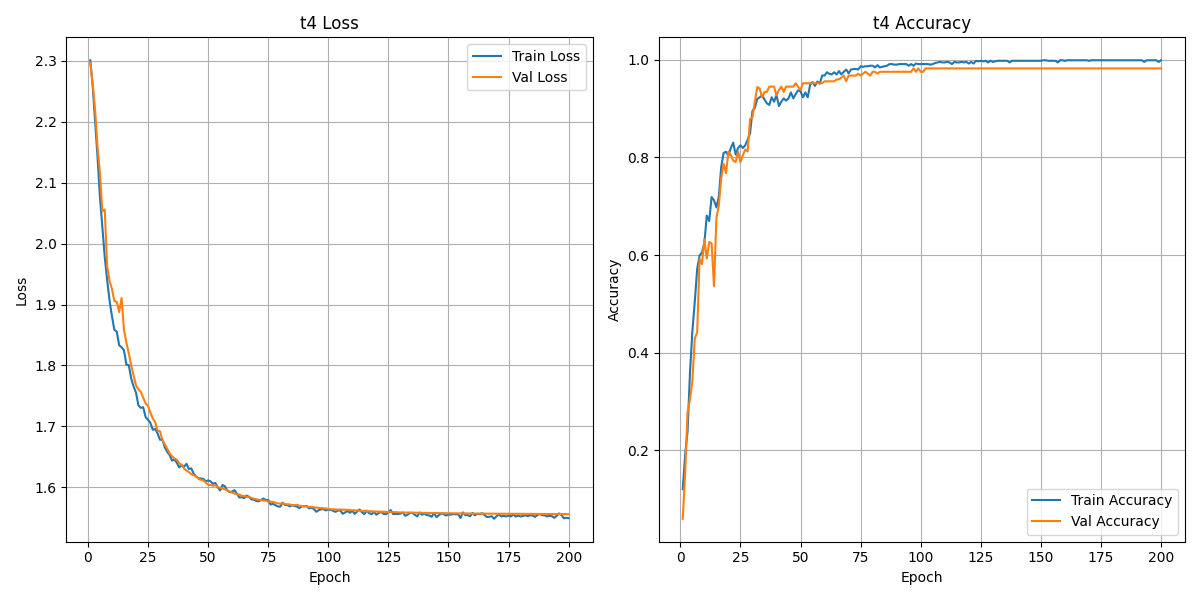 t4 Loss
Train Loss
Val Loss
2.3
2.2
2.1
2.0
1.9
1.8
1.7
1.6
Loss
0 25 50 75 100 125 150 175 200
Epoch
t4 Accuracy
1.0
0.8
0.6
0.4
0.2
Accuracy
Train Accuracy
Val Accuracy
0 25 50 75 100 125 150 175 200
Epoch